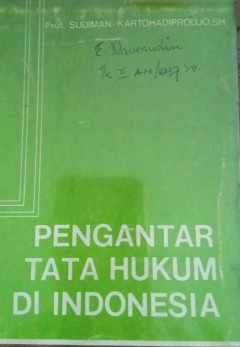 Prof. SUDIMAN KARTOHADIPRODJO.SH
PENGANTAR
TATA HUKUM
DI INDONESIA